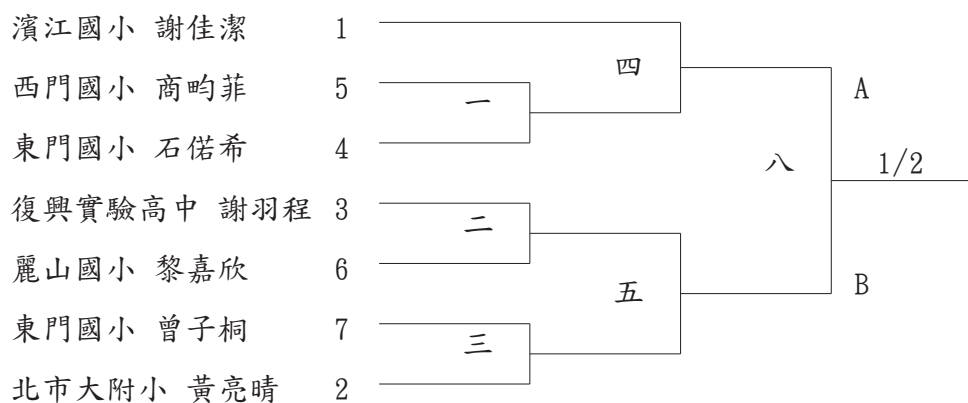 濱江國小 謝佳潔 1
四
西門國小 商畇菲 5
一
A
東門國小 石偌希 4
八 1/2
復興實驗高中 謝羽程 3
二
麗山國小 黎嘉欣 6
五
B
東門國小 曾子桐 7
三
北市大附小 黃亮晴 2